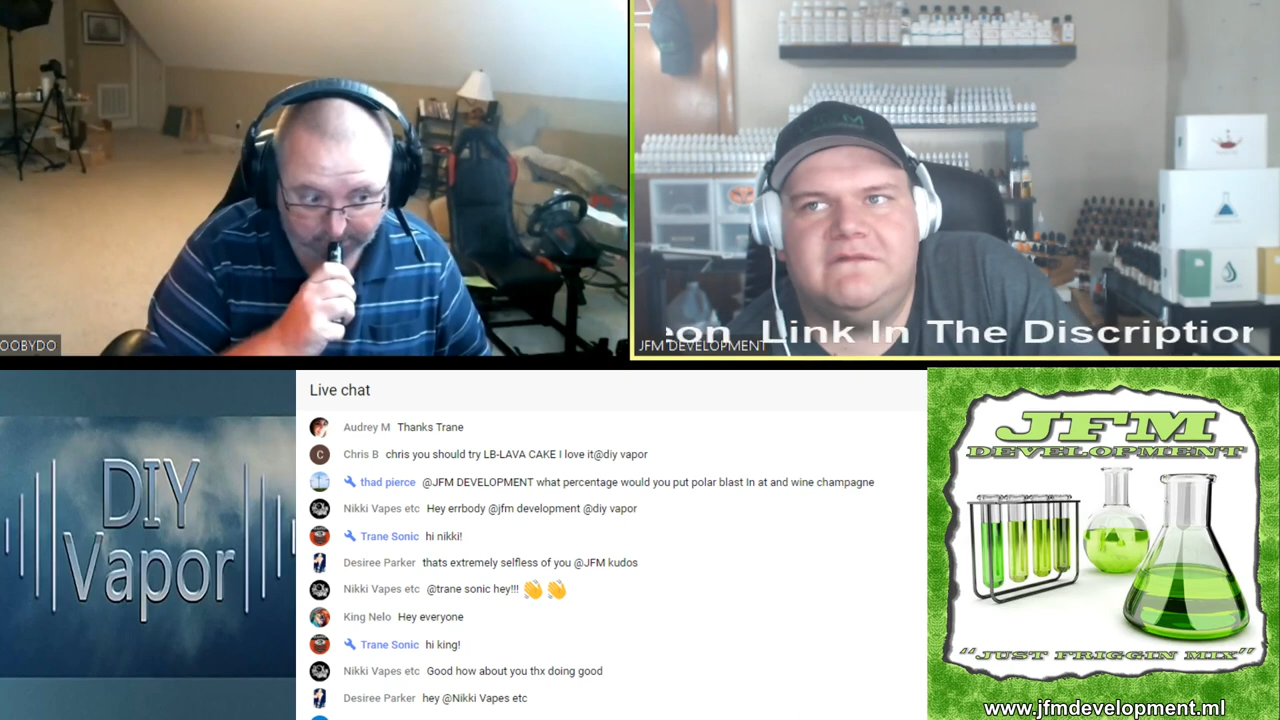 OOBYDO
JFM DEVELOPMENT
eon Link In The Discription
DIY
Vapor
Live chat
Audrey M Thanks Trane
Chris B chris you should try LB-LAVA CAKE I love it@diy vapor
thad pierce @JFM DEVELOPMENT what percentage would you put polar blast In at and wine champagne
Nikki Vapes etc Hey errbody @jfm development @diy vapor
Trane Sonic hi nikki!
Desiree Parker thats extremely selfless of you @JFM kudos
Nikki Vapes etc @trane sonic hey!!! 👋 👋
King Nelo Hey everyone
Trane Sonic hi king!
Nikki Vapes etc Good how about you thx doing good
Desiree Parker hey @Nikki Vapes etc
JFM
DEVELOPMENT
"JUST FRIGGIN MIX"
www.jfmdevelopment.ml